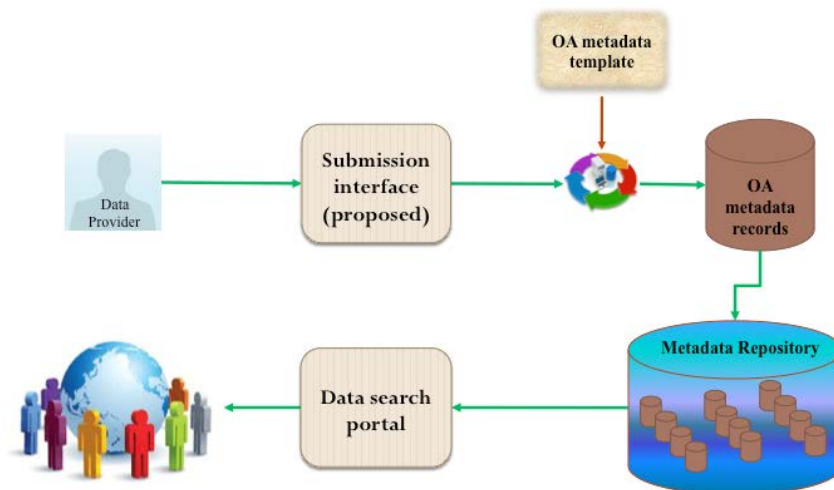 OA metadata
template
Data
Provider
Submission
interface
(proposed)
OA
metadata
records
Metadata Repository
Data search
portal